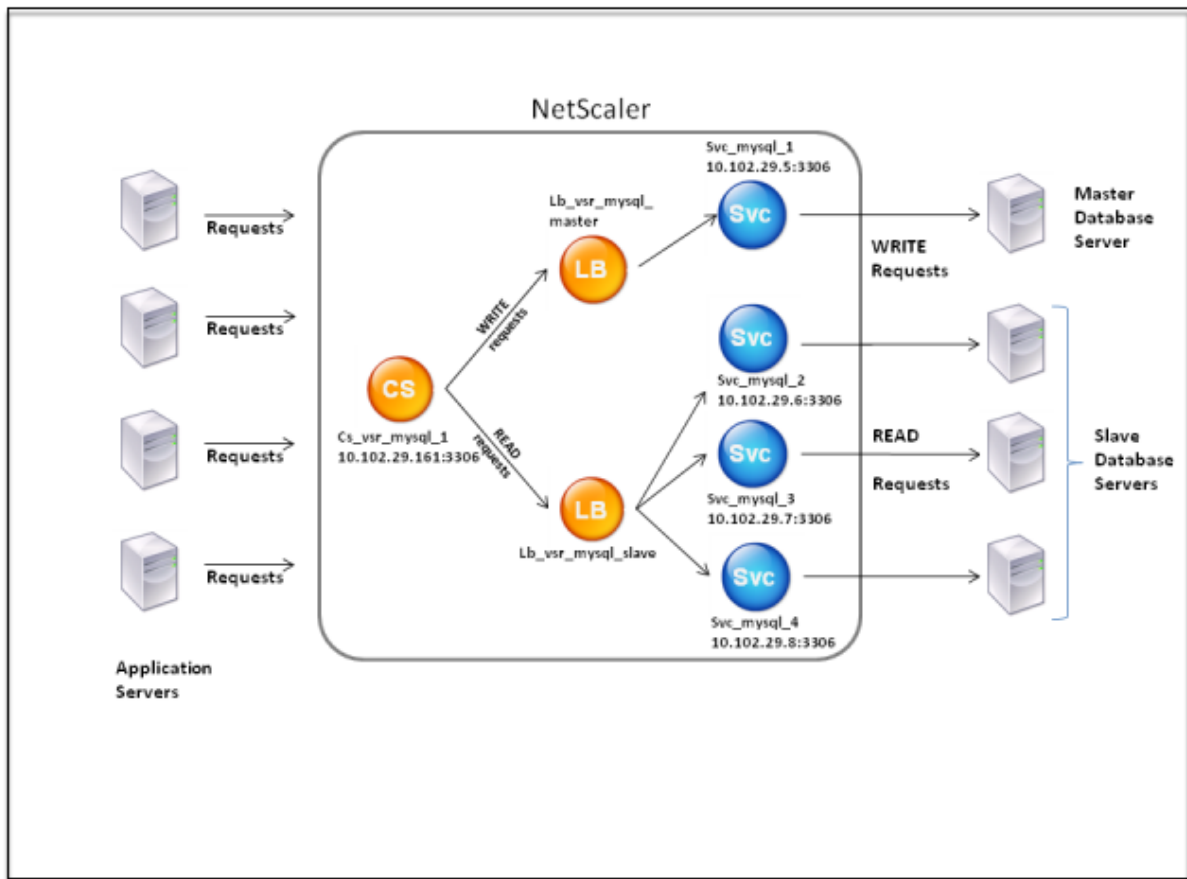 NetScaler
Svc_mysql_1
10.102.29.5:3306
Svc
Lb_vsr_mysql_
master
LB
Requests
Master
Database
Server
WRITE
Requests
WRITE
requests
Requests
Svc
Svc_mysql_2
10.102.29.6:3306
CS
Cs_vsr_mysql_1
10.102.29.161:3306
READ
requests
Requests
Svc
Svc_mysql_3
10.102.29.7:3306
READ
Requests
Slave
Database
Servers
LB
Lb_vsr_mysql_slave
Requests
Svc
Svc_mysql_4
10.102.29.8:3306
Application
Servers